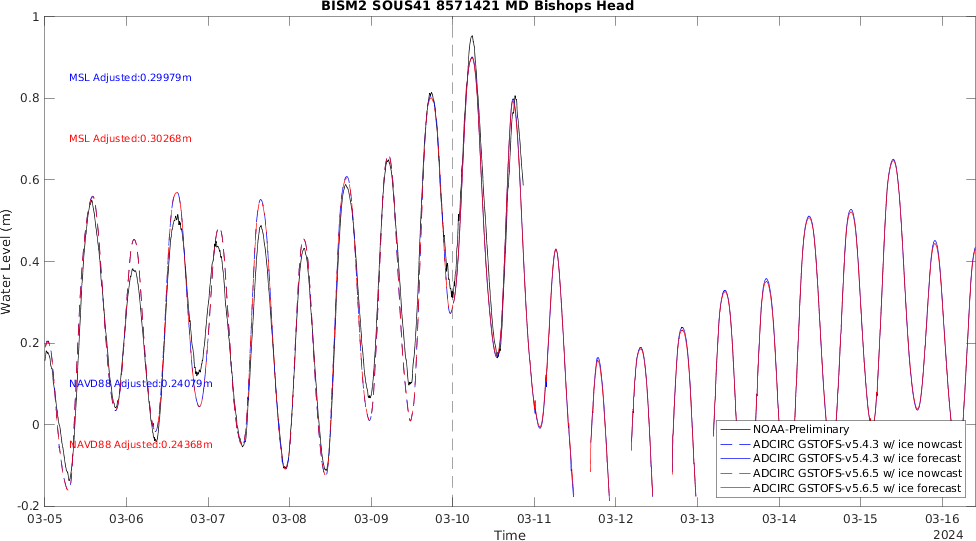 BISM2 SOUS41 8571421 MD Bishops Head
1
0.8
0.6
0.4
0.2
0
-0.2
Water Level (m)
MSL Adjusted:0.29979m
MSL Adjusted:0.30268m
NAVD88 Adjusted:0.24079m
NAVD88 Adjusted:0.24368m
NOAA-Preliminary
ADCIRC GSTOFS-v5.4.3 w/ ice nowcast
ADCIRC GSTOFS-v5.4.3 w/ ice forecast
ADCIRC GSTOFS-v5.6.5 w/ ice nowcast
ADCIRC GSTOFS-v5.6.5 w/ ice forecast
03-05 03-06 03-07 03-08 03-09 03-10 03-11 03-12 03-13 03-14 03-15 03-16
Time
2024